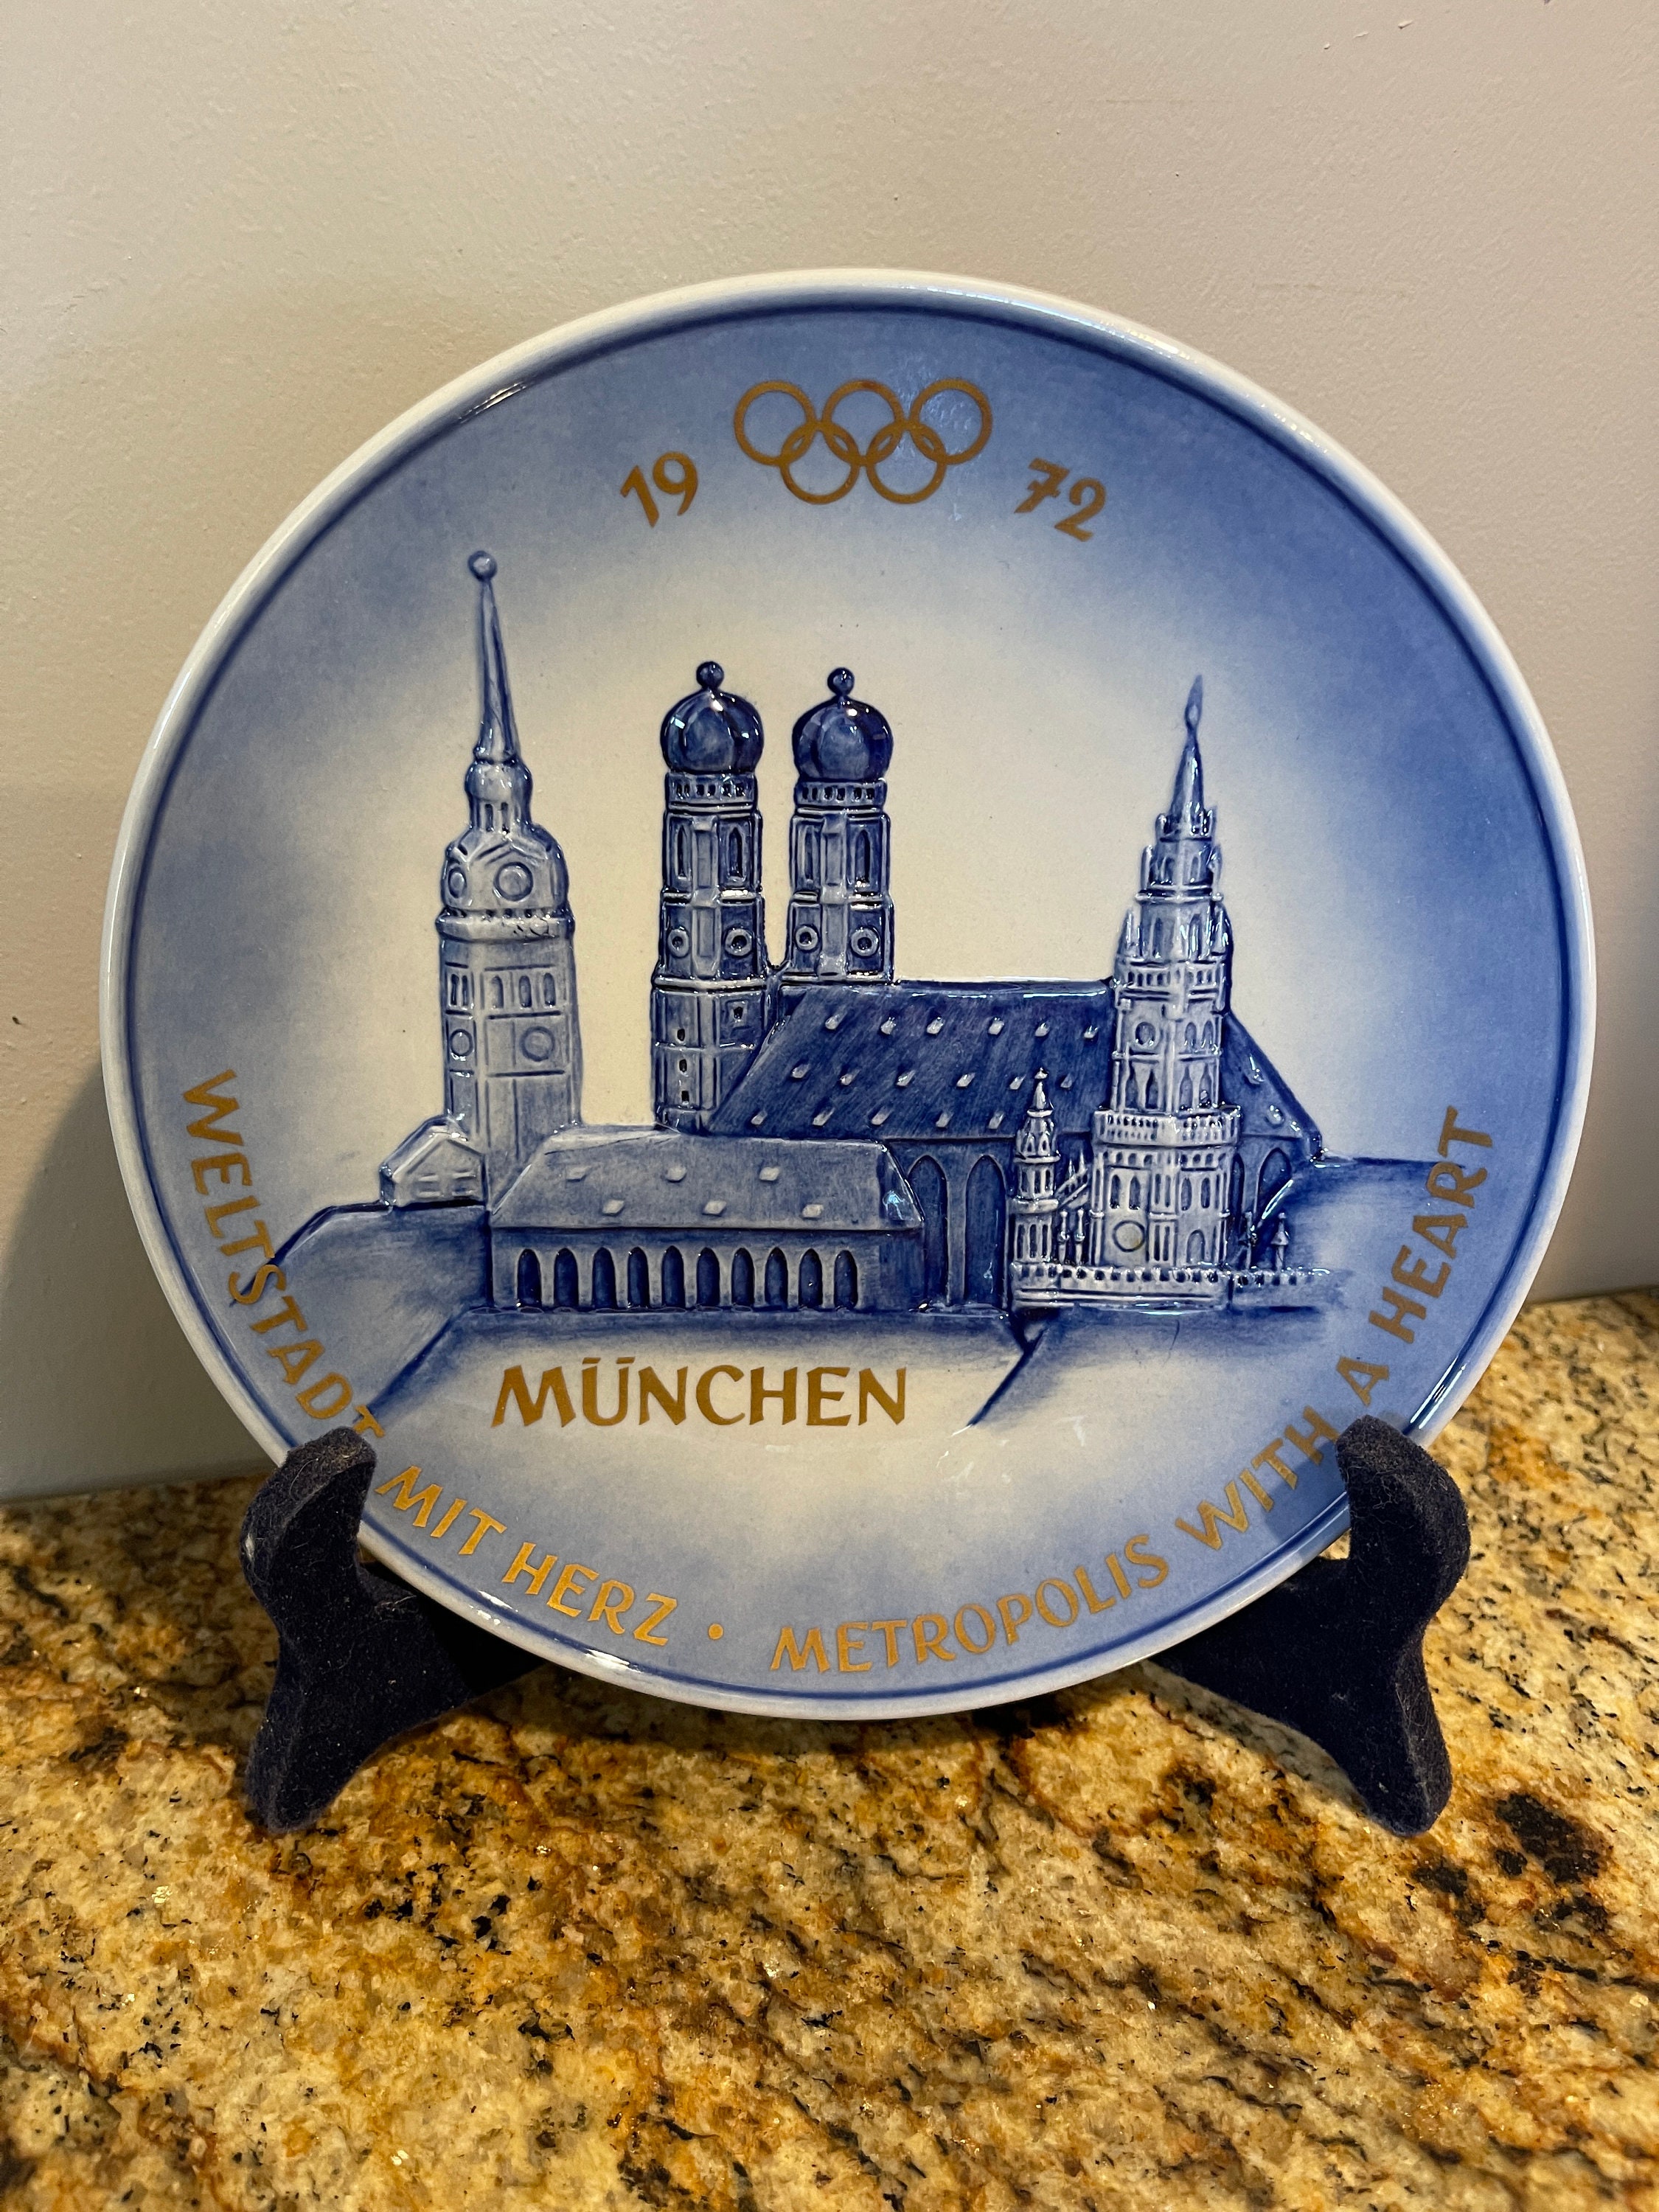 19 72
MÜNCHEN
WELTSTADT MIT HERZ • METROPOLIS WITH A HEART